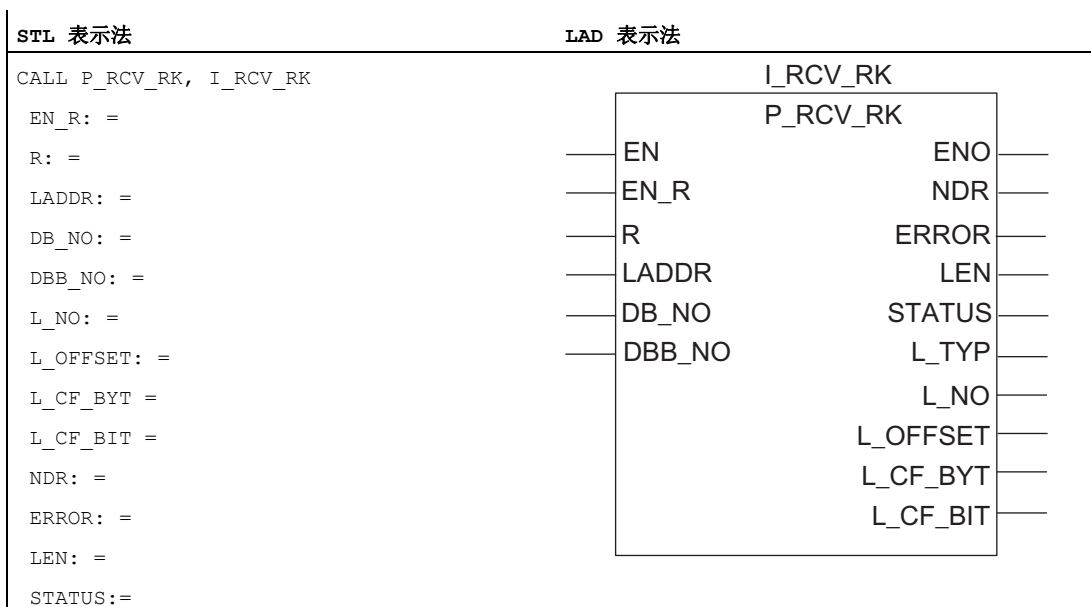 STL 表示法
LAD 表示法
CALL P_RCV_RK, I_RCV_RK
EN_R: =
R: =
LADDR: =
DB_NO: =
DBB_NO: =
L_NO: =
L_OFFSET: =
L_CF_BYT =
L_CF_BIT =
NDR: =
ERROR: =
LEN: =
STATUS:=
I_RCV_RK
P_RCV_RK
EN ENO
EN_R NDR
R ERROR
LADDR LEN
DB_NO STATUS
DBB_NO L_TYP
L_NO
L_OFFSET
L_CF_BYT
L_CF_BIT